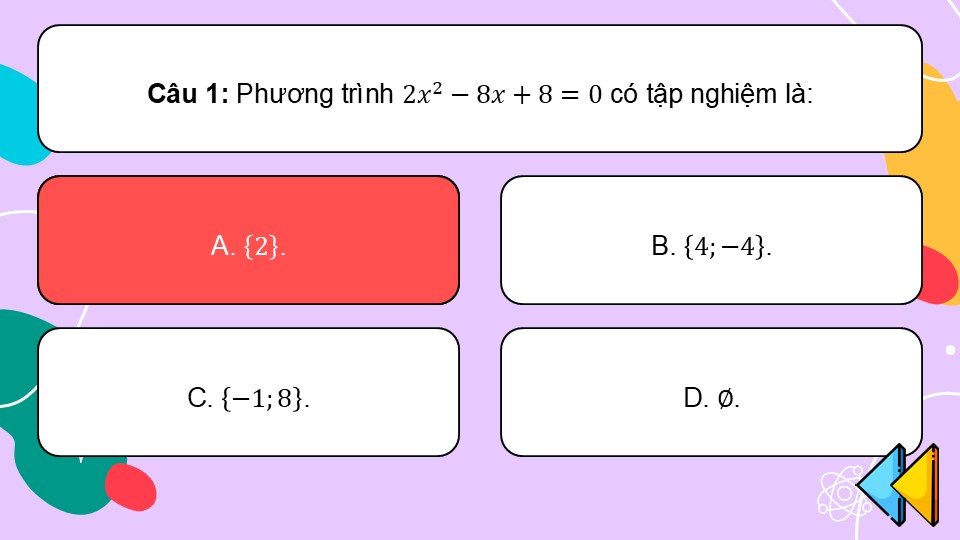 Câu 1: Phương trình 2𝑥² − 8𝑥 + 8 = 0 có tập nghiệm là:
A. {2}.
B. {4; −4}.
C. {−1; 8}.
D. ∅.